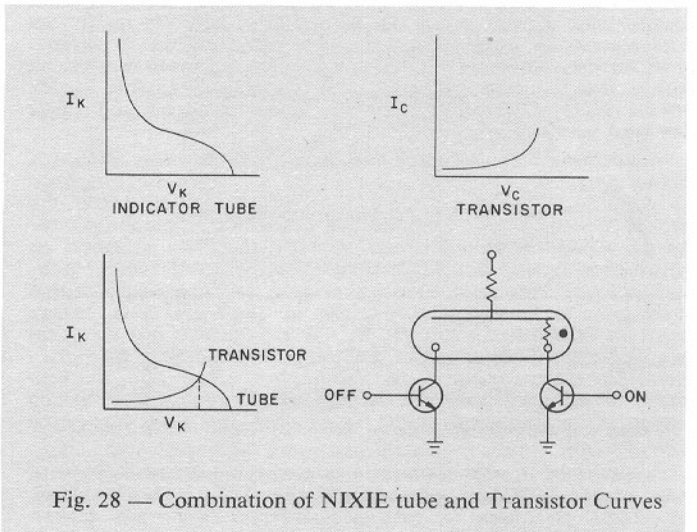 I_K
V_K
INDICATOR TUBE
I_C
V_C
TRANSISTOR
I_K
TRANSISTOR
TUBE
V_K
OFF
ON
Fig. 28 — Combination of NIXIE tube and Transistor Curves